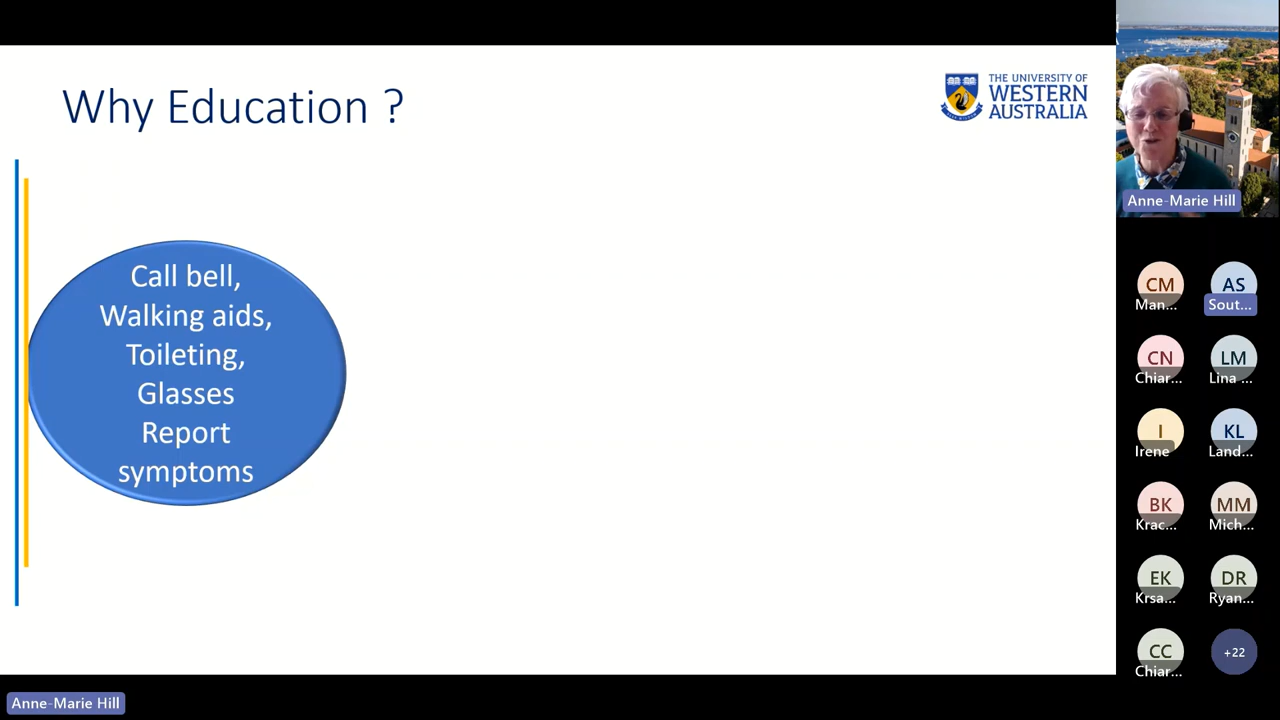 Why Education ?
THE UNIVERSITY OF
WESTERN
AUSTRALIA
Call bell,
Walking aids,
Toileting,
Glasses
Report
symptoms
Anne-Marie Hill
CM
Man...
AS
Sout...
CN
Chiar...
LM
Lina ...
I
Irene
KL
Land...
BK
Krac...
MM
Mich...
EK
Krsa...
DR
Ryan...
CC
Chiar...
+22
Anne-Marie Hill